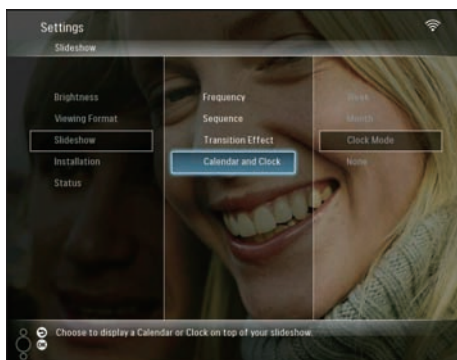 Settings
Slideshow
Brightness
Viewing Format
Slideshow
Installation
Status
Frequency
Sequence
Transition Effect
Calendar and Clock
Week
Month
Clock Mode
None
Choose to display a Calendar or Clock on top of your slideshow.
OK